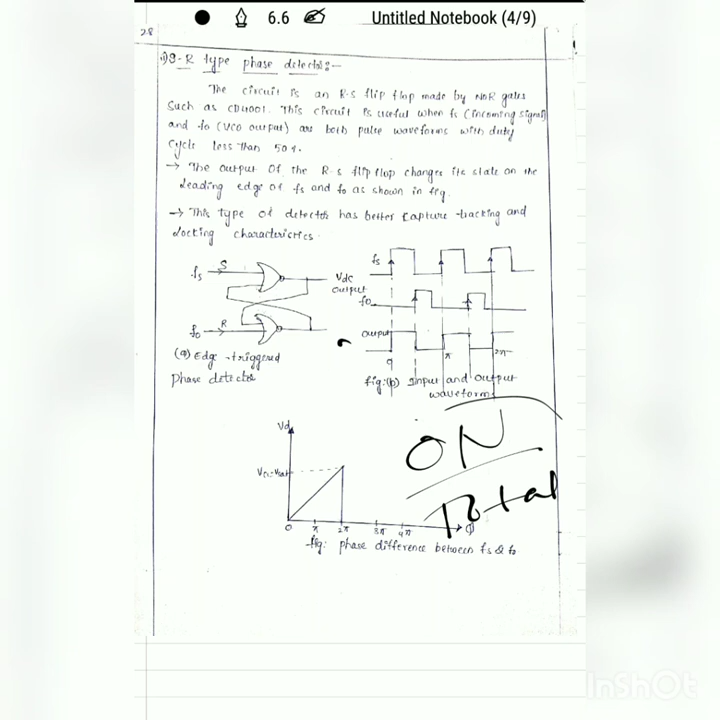 6.6
Untitled Notebook (4/9)
28
S-R type phase detector:-
The circuit is an R-S flip flop made by NOR gates
Such as CD4001. This circuit is useful when fs (incoming signal)
and fo (VCO output) are both pulse waveforms with duty
Cycle less than 50%.
→ The output Of the R-s flip flop changes its state on the
leading edge of fs and fo as shown in fig.
→ This type of detector has better Capture tracking and
locking characteristics.
fs S
Vdc
output
fo R
(a) Edge triggered
phase detector
fs
fo
output
0 π 2π
fig:(b) Input and output
waveforms
ON
Total
Vd
0 π 2π 3π 4π
fig: phase difference between fs & fo
InShOt